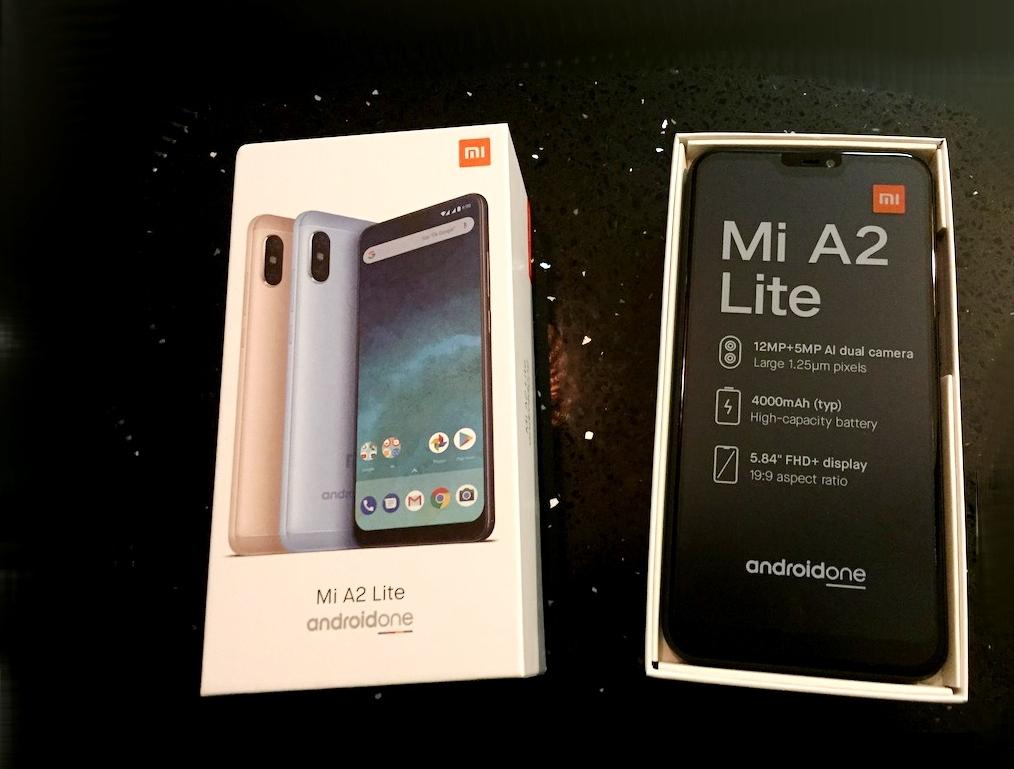 mi
Mi A2 Lite
androidone
mi
Mi A2
Lite
12MP+5MP AI dual camera
Large 1.25μm pixels
4000mAh (typ)
High-capacity battery
5.84" FHD+ display
19:9 aspect ratio
androidone